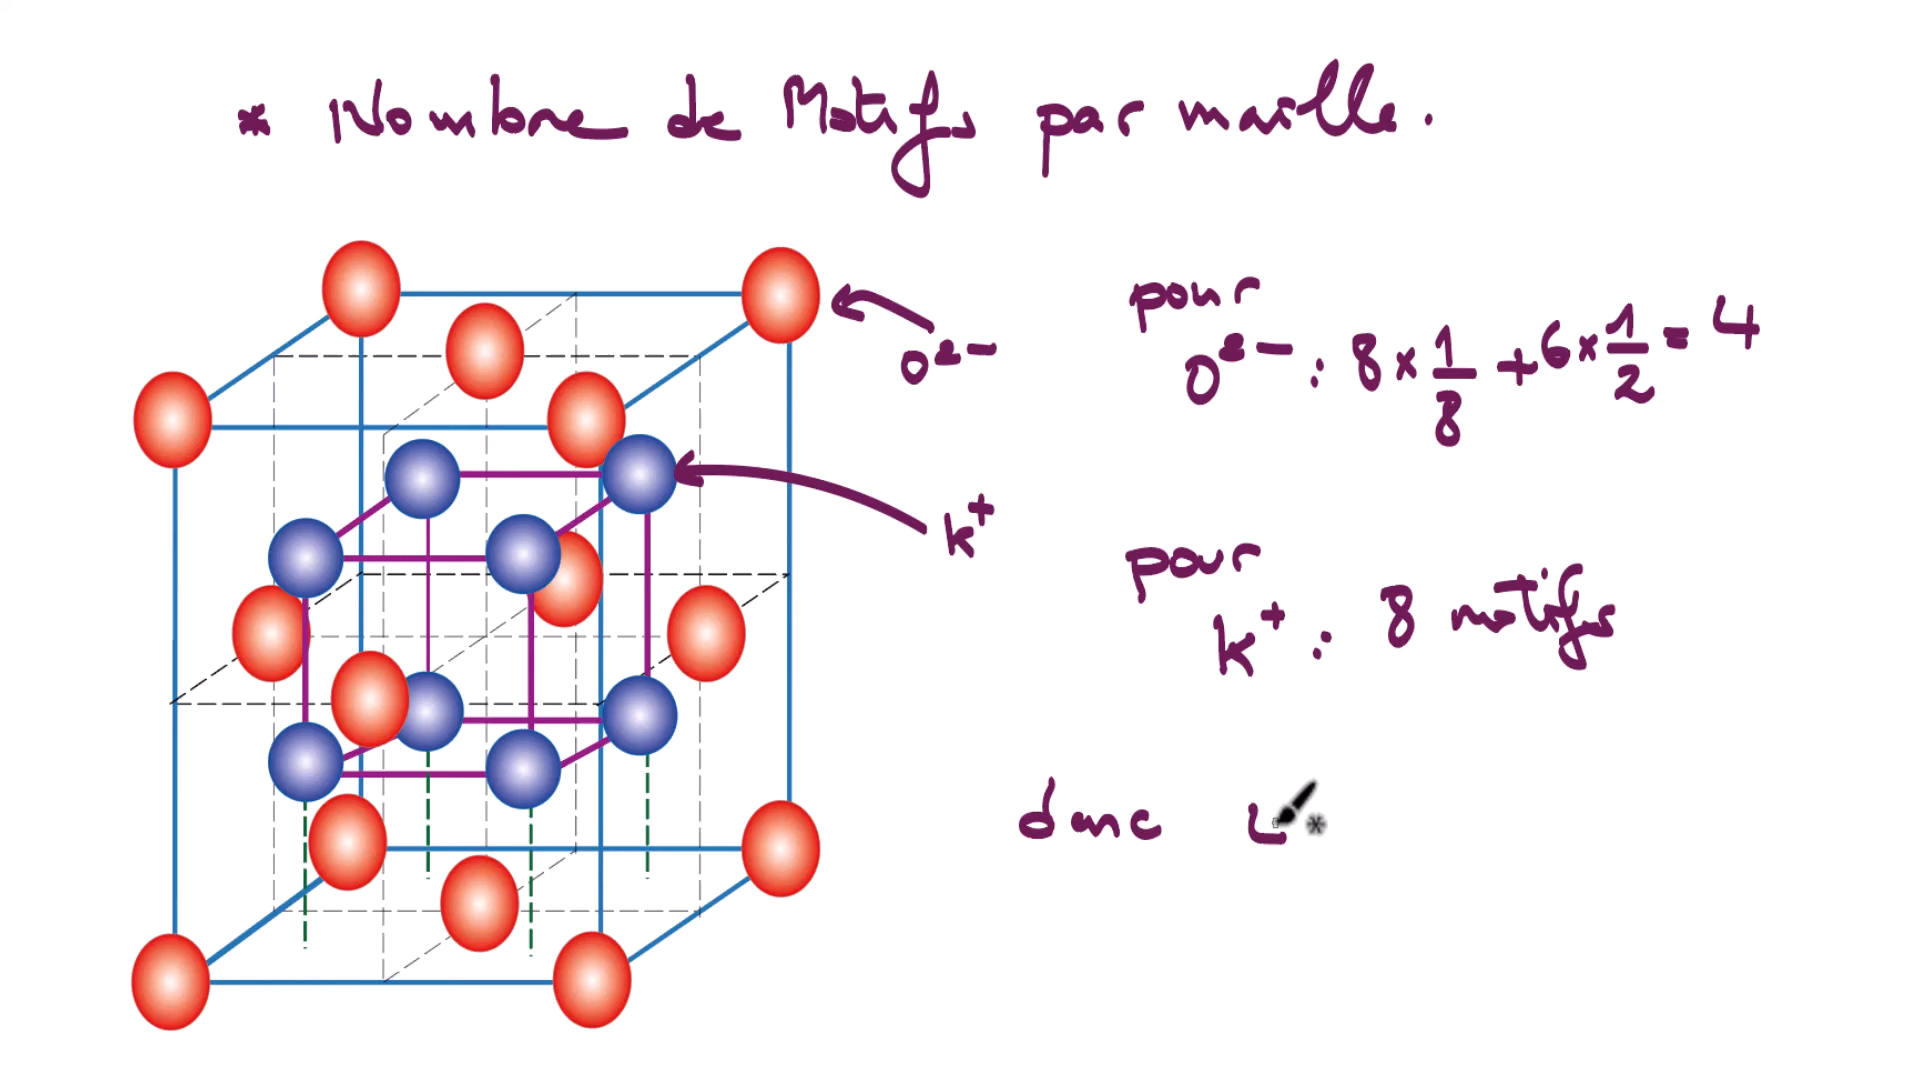 * Nombre de Motifs par maille.
O²⁻
pour
O²⁻ : 8 × 1/8 + 6 × 1/2 = 4
k⁺
pour
k⁺ : 8 motifs
donc